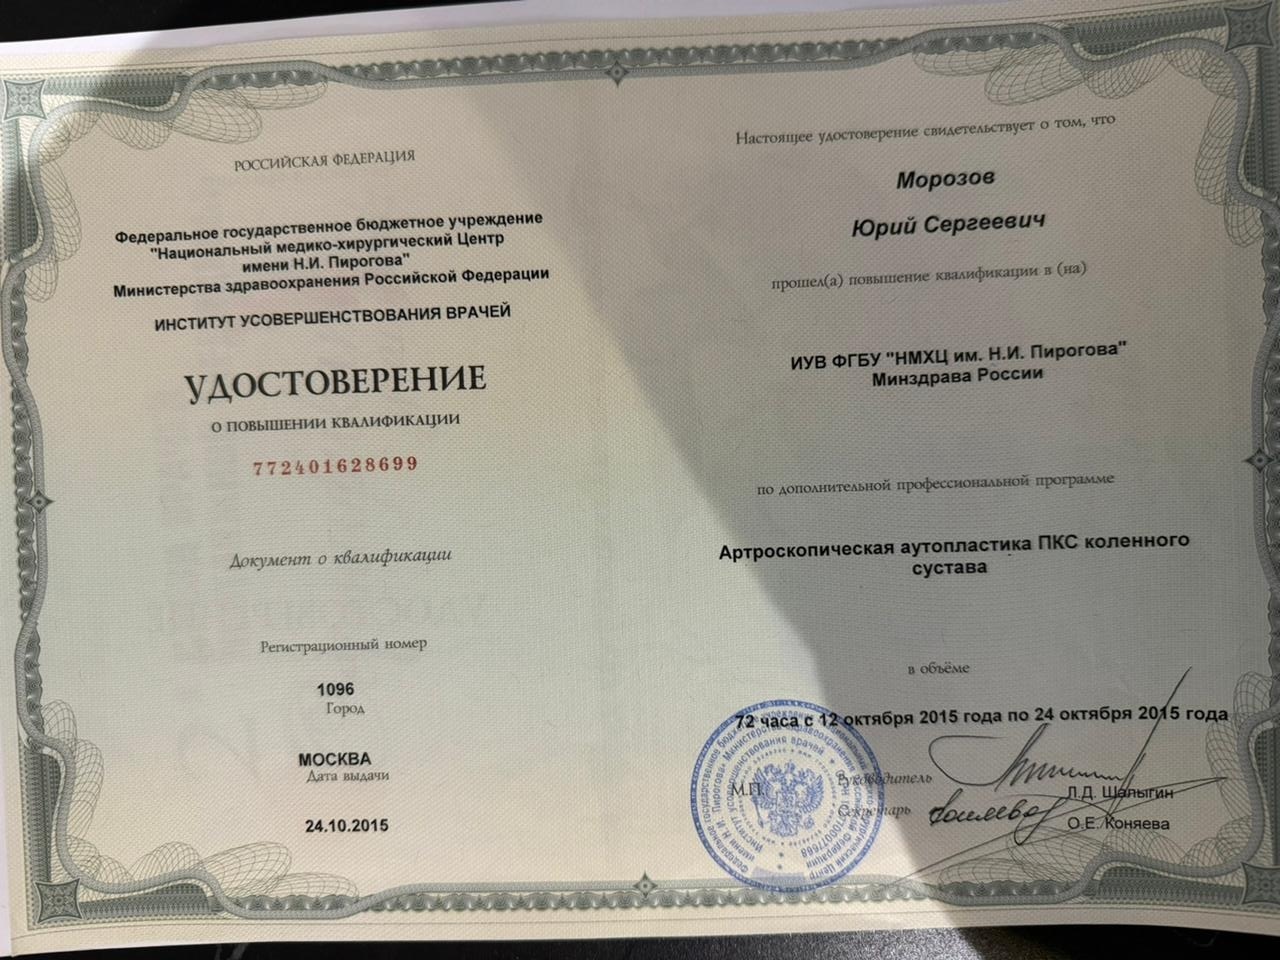 РОССИЙСКАЯ ФЕДЕРАЦИЯ
Федеральное государственное бюджетное учреждение
"Национальный медико-хирургический Центр
имени Н.И. Пирогова"
Министерства здравоохранения Российской Федерации
ИНСТИТУТ УСОВЕРШЕНСТВОВАНИЯ ВРАЧЕЙ
УДОСТОВЕРЕНИЕ
О ПОВЫШЕНИИ КВАЛИФИКАЦИИ
772401628699
Документ о квалификации
Регистрационный номер
1096
Город
МОСКВА
Дата выдачи
24.10.2015
Настоящее удостоверение свидетельствует о том, что
Морозов
Юрий Сергеевич
прошел(а) повышение квалификации в (на)
ИУВ ФГБУ "НМХЦ им. Н.И. Пирогова"
Минздрава России
по дополнительной профессиональной программе
Артроскопическая аутопластика ПКС коленного
сустава
в объёме
72 часа с 12 октября 2015 года по 24 октября 2015 года
М.П.
Руководитель
Л.Д. Шалыгин
Секретарь
О.Е. Коняева